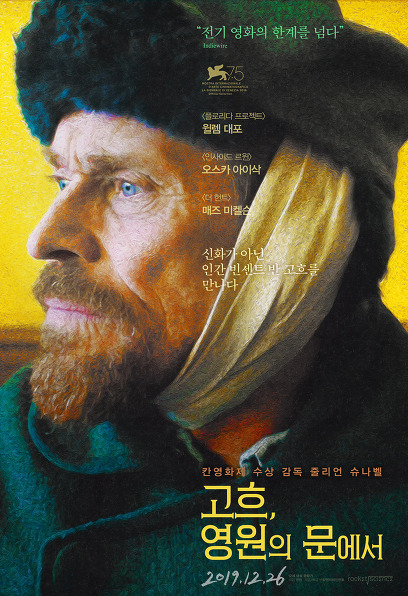 “전기 영화의 한계를 넘다”
Indiewire
75
<플로리다 프로젝트>
윌렘 대포
<인사이드 르윈>
오스카 아이삭
<더 헌트>
매즈 미켈슨
신화가 아닌
인간 빈센트 반 고흐를
만나다
칸영화제 수상 감독 줄리언 슈나벨
고흐,
영원의 문에서
2019.12.26
rocket science